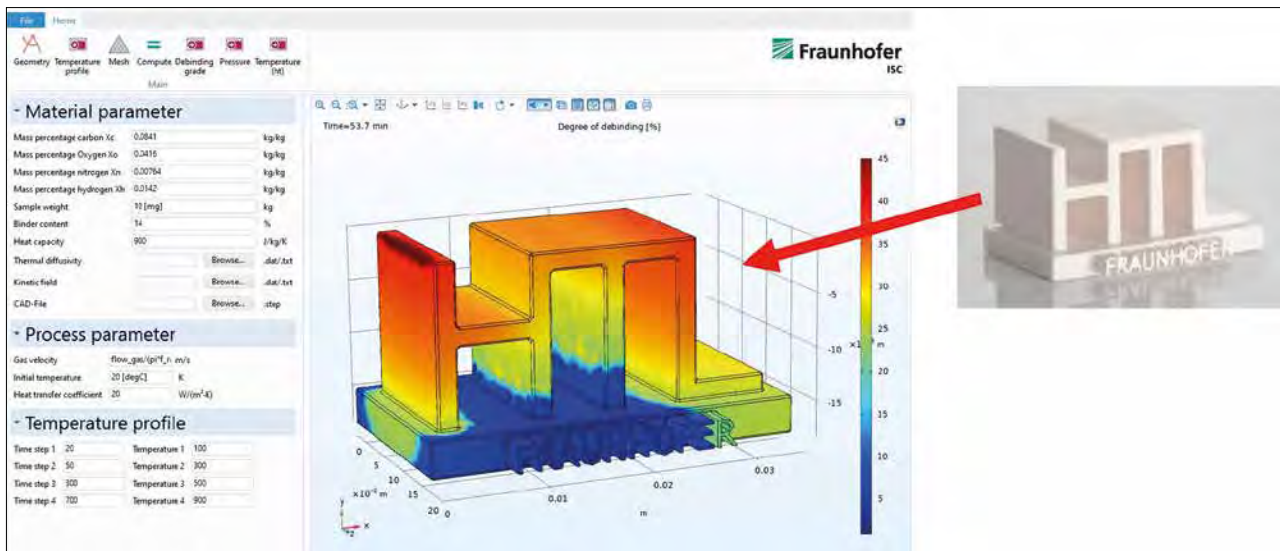 File Home
Geometry Temperature profile Mesh Compute Debinding grade Pressure Temperature (ht)
Main
Fraunhofer
ISC
Material parameter
Mass percentage carbon Xc 0.0841 kg/kg
Mass percentage Oxygen Xo 0.0416 kg/kg
Mass percentage nitrogen Xn 0.00764 kg/kg
Mass percentage hydrogen Xh 0.0142 kg/kg
Sample weight 10 [mg] kg
Binder content 14 %
Heat capacity 900 J/kg/K
Thermal diffusivity Browse... .dat/.txt
Kinetic field Browse... .dat/.txt
CAD-File Browse... .step
Process parameter
Gas velocity flow_gas/(pi*f_n m/s
Initial temperature 20 [degC] K
Heat transfer coefficient 20 W/(m²·K)
Temperature profile
Time step 1 20 Temperature 1 100
Time step 2 50 Temperature 2 300
Time step 3 300 Temperature 3 500
Time step 4 700 Temperature 4 900
Time=53.7 min Degree of debinding [%]
45
40
35
30
25
20
15
10
5
-5
-10
-15
m
0
5
10
15
20
0
0.01
0.02
0.03
m
y
z
x
FRAUNHOFER
HTL
FRAUNHOFER